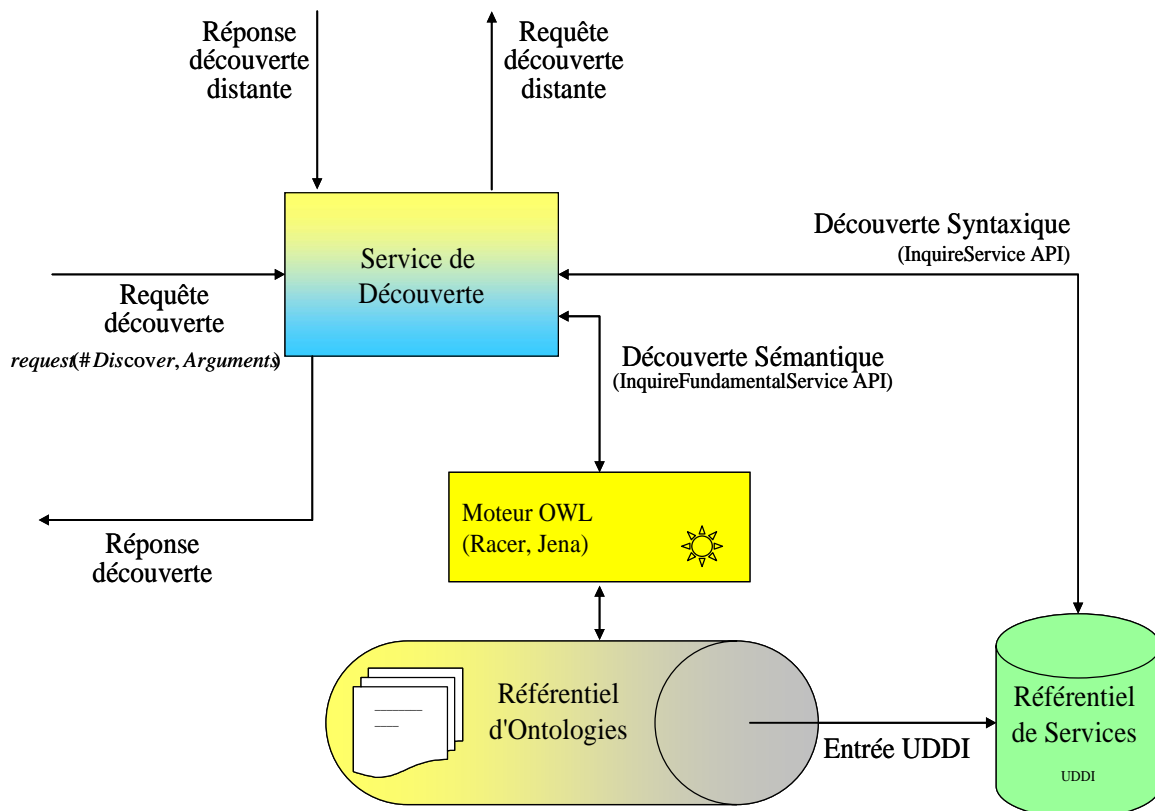 Réponse
découverte
distante
Requête
découverte
distante
Découverte Syntaxique
(InquireService API)
Service de
Découverte
Requête
découverte
request(#Discover, Arguments)
Découverte Sémantique
(InquireFundamentalService API)
Moteur OWL
(Racer, Jena)
Réponse
découverte
Référentiel
d'Ontologies
Entrée UDDI
Référentiel
de Services
UDDI